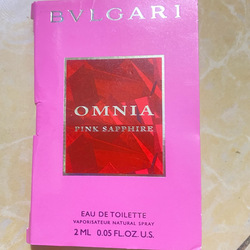 BVLGARI
OMNIA
PINK SAPPHIRE
EAU DE TOILETTE
VAPORISATEUR NATURAL SPRAY
2 ML 0.05 FL.OZ. U.S.